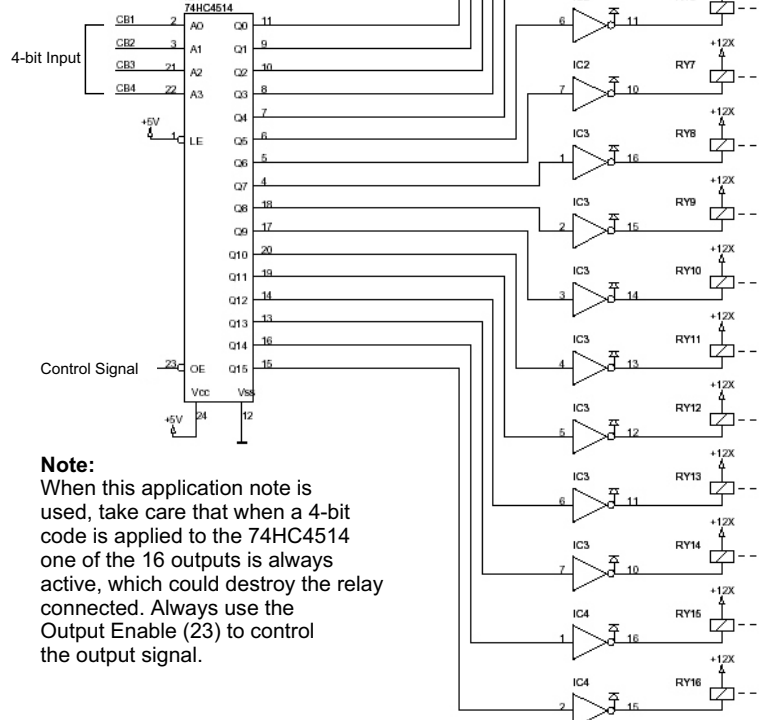 74HC4514
4-bit Input
CB1 2 A0 Q0 11
CB2 3 A1 Q1 9
CB3 21 A2 Q2 10
CB4 22 A3 Q3 8
Q4 7
+5V 1 LE Q5 6
Q6 5
Q7 4
Q8 18
Q9 17
Q10 20
Q11 19
Q12 14
Q13 13
Q14 16
Control Signal 23 OE Q15 15
Vcc Vss
+5V 24 12
Note:
When this application note is
used, take care that when a 4-bit
code is applied to the 74HC4514
one of the 16 outputs is always
active, which could destroy the relay
connected. Always use the
Output Enable (23) to control
the output signal.
6 11
+12X
IC2 RY7
7 10
+12X
IC3 RY8
1 16
+12X
IC3 RY9
2 15
+12X
IC3 RY10
3 14
+12X
IC3 RY11
4 13
+12X
IC3 RY12
5 12
+12X
IC3 RY13
6 11
+12X
IC3 RY14
7 10
+12X
IC4 RY15
1 16
+12X
IC4 RY16
2 15